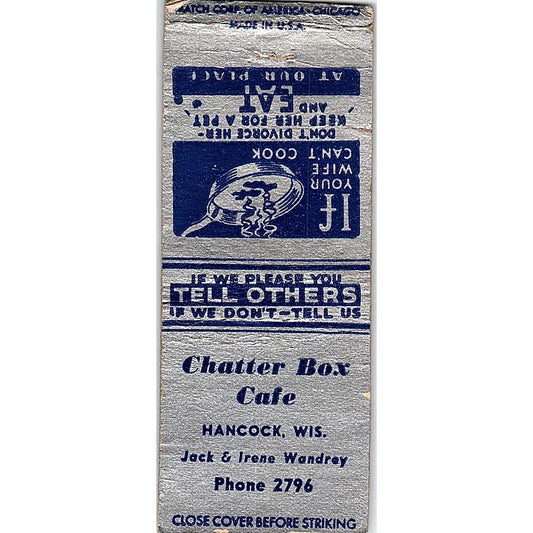 MATCH CORP. OF AMERICA - CHICAGO
MADE IN U.S.A.
If
YOUR
WIFE
CAN'T COOK
DON'T DIVORCE HER-
KEEP HER FOR A PET
AND
EAT
AT OUR PLACE
IF WE PLEASE YOU
TELL OTHERS
IF WE DON'T-TELL US
Chatter Box
Cafe
HANCOCK, WIS.
Jack & Irene Wandrey
Phone 2796
CLOSE COVER BEFORE STRIKING